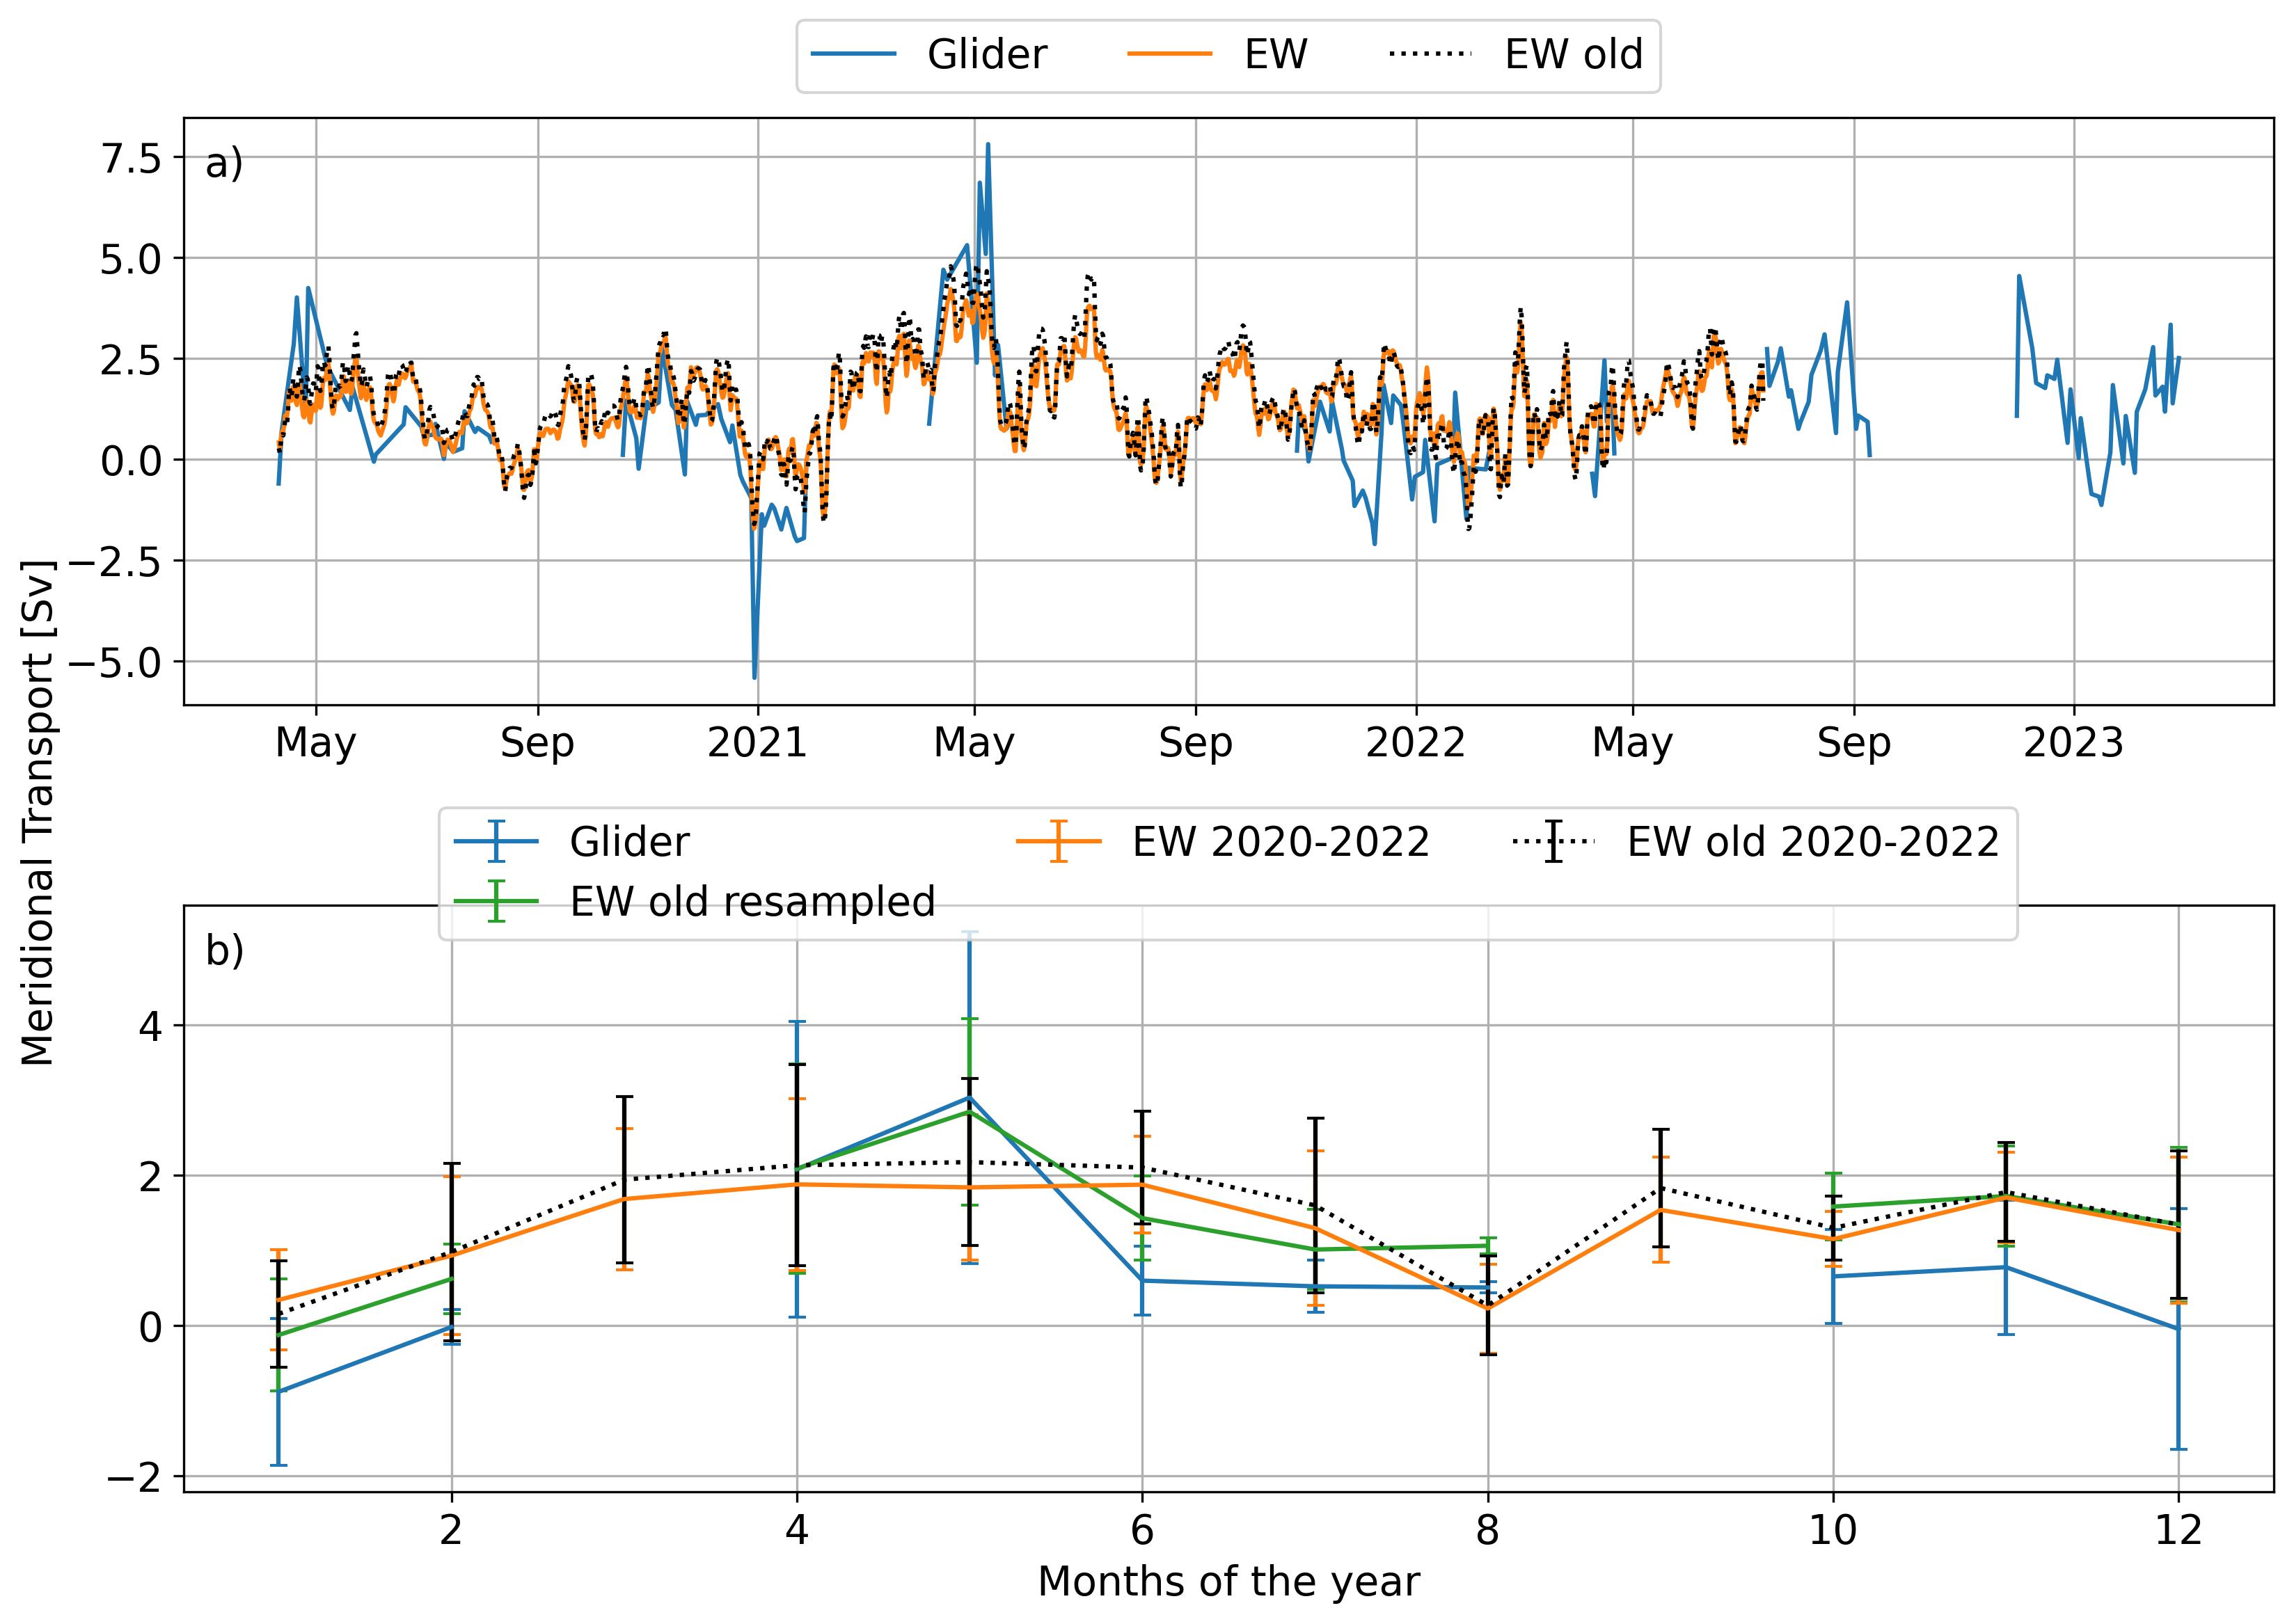 Glider EW EW old
a)
7.5
5.0
2.5
0.0
−2.5
−5.0
May Sep 2021 May Sep 2022 May Sep 2023
Meridional Transport [Sv]
Glider EW 2020-2022 EW old 2020-2022
EW old resampled
b)
4
2
0
−2
2 4 6 8 10 12
Months of the year